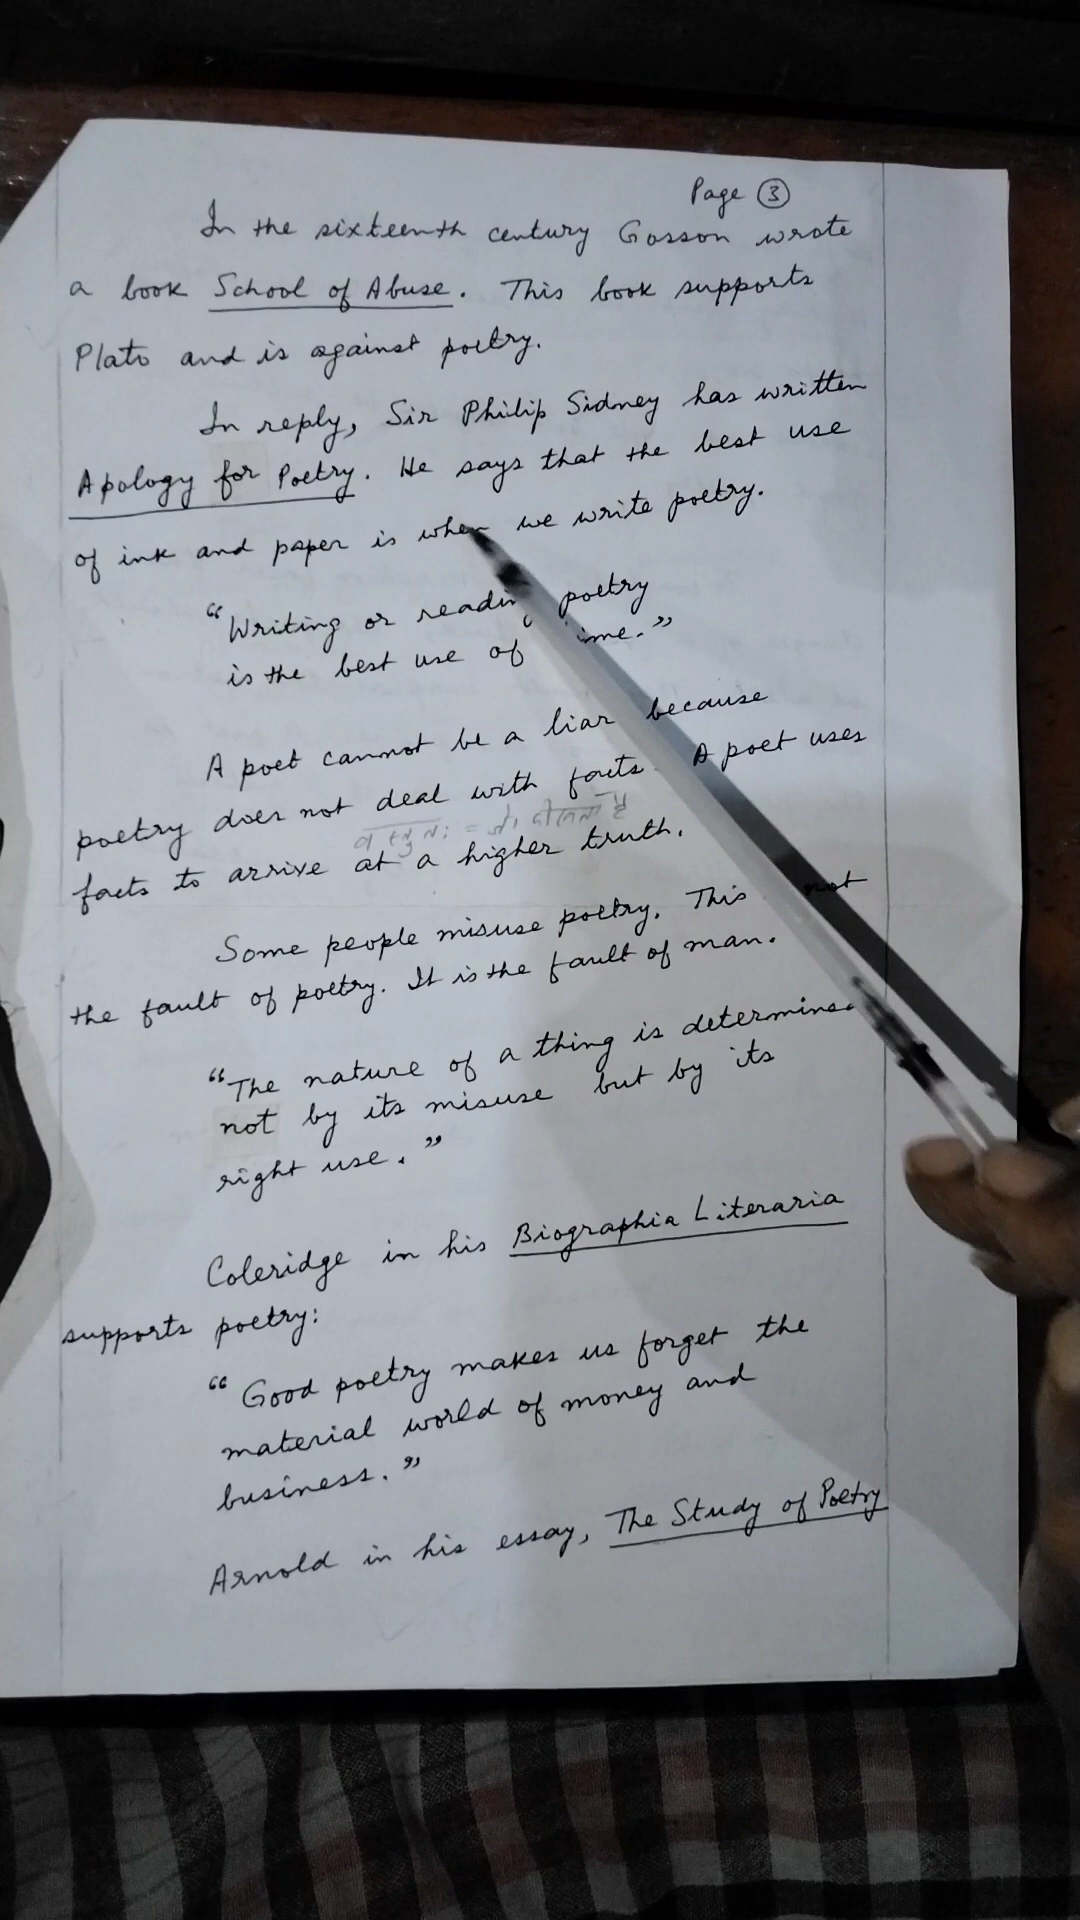 Page 3
In the sixteenth century Gosson wrote
a book School of Abuse. This book supports
Plato and is against poetry.
In reply, Sir Philip Sidney has written
Apology for Poetry. He says that the best use
of ink and paper is when we write poetry.
"Writing or reading poetry
is the best use of time."
A poet cannot be a liar because
poetry does not deal with facts. A poet uses
facts to arrive at a higher truth.
Some people misuse poetry. This not
the fault of poetry. It is the fault of man.
"The nature of a thing is determined
not by its misuse but by its
right use."
Coleridge in his Biographia Literaria
supports poetry:
"Good poetry makes us forget the
material world of money and
business."
Arnold in his essay, The Study of Poetry